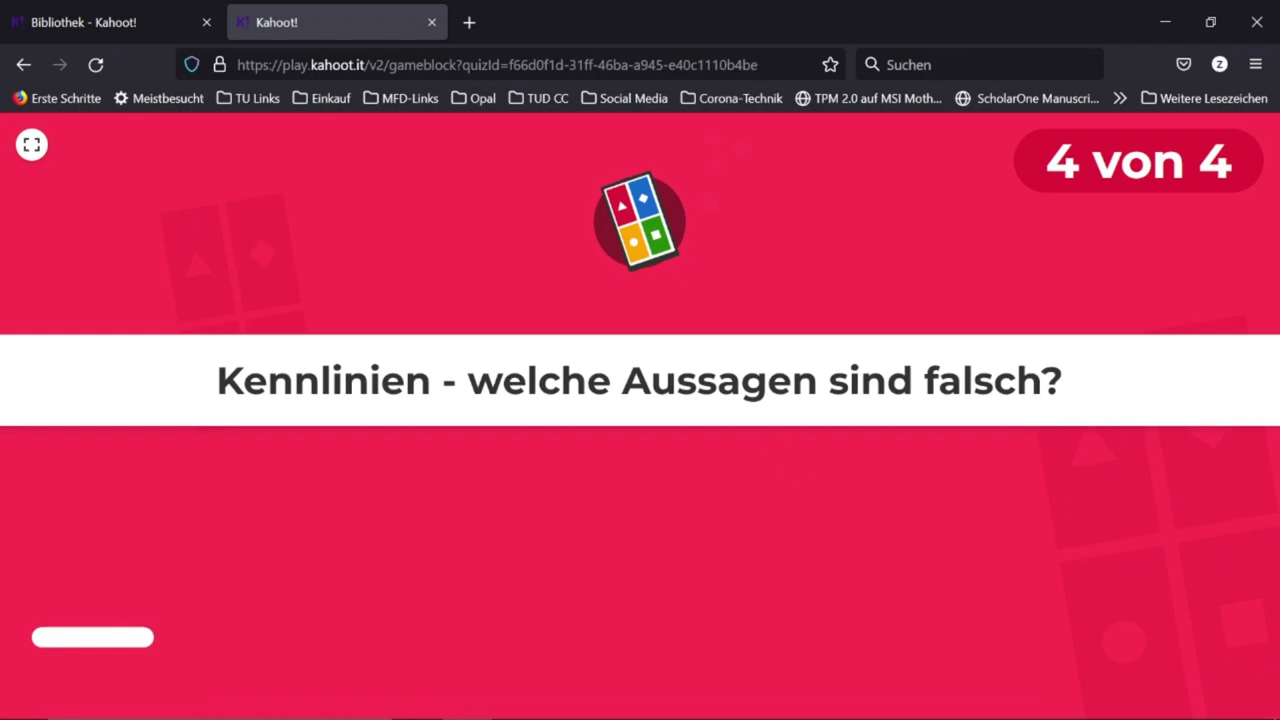 Bibliothek - Kahoot!
Kahoot!
https://play.kahoot.it/v2/gameblock?quizId=f66d0f1d-31ff-46ba-a945-e40c1110b4be
Suchen
Z
Erste Schritte Meistbesucht TU Links Einkauf MFD-Links Opal TUD CC Social Media Corona-Technik TPM 2.0 auf MSI Moth... ScholarOne Manuscri... Weitere Lesezeichen
4 von 4
Kennlinien - welche Aussagen sind falsch?